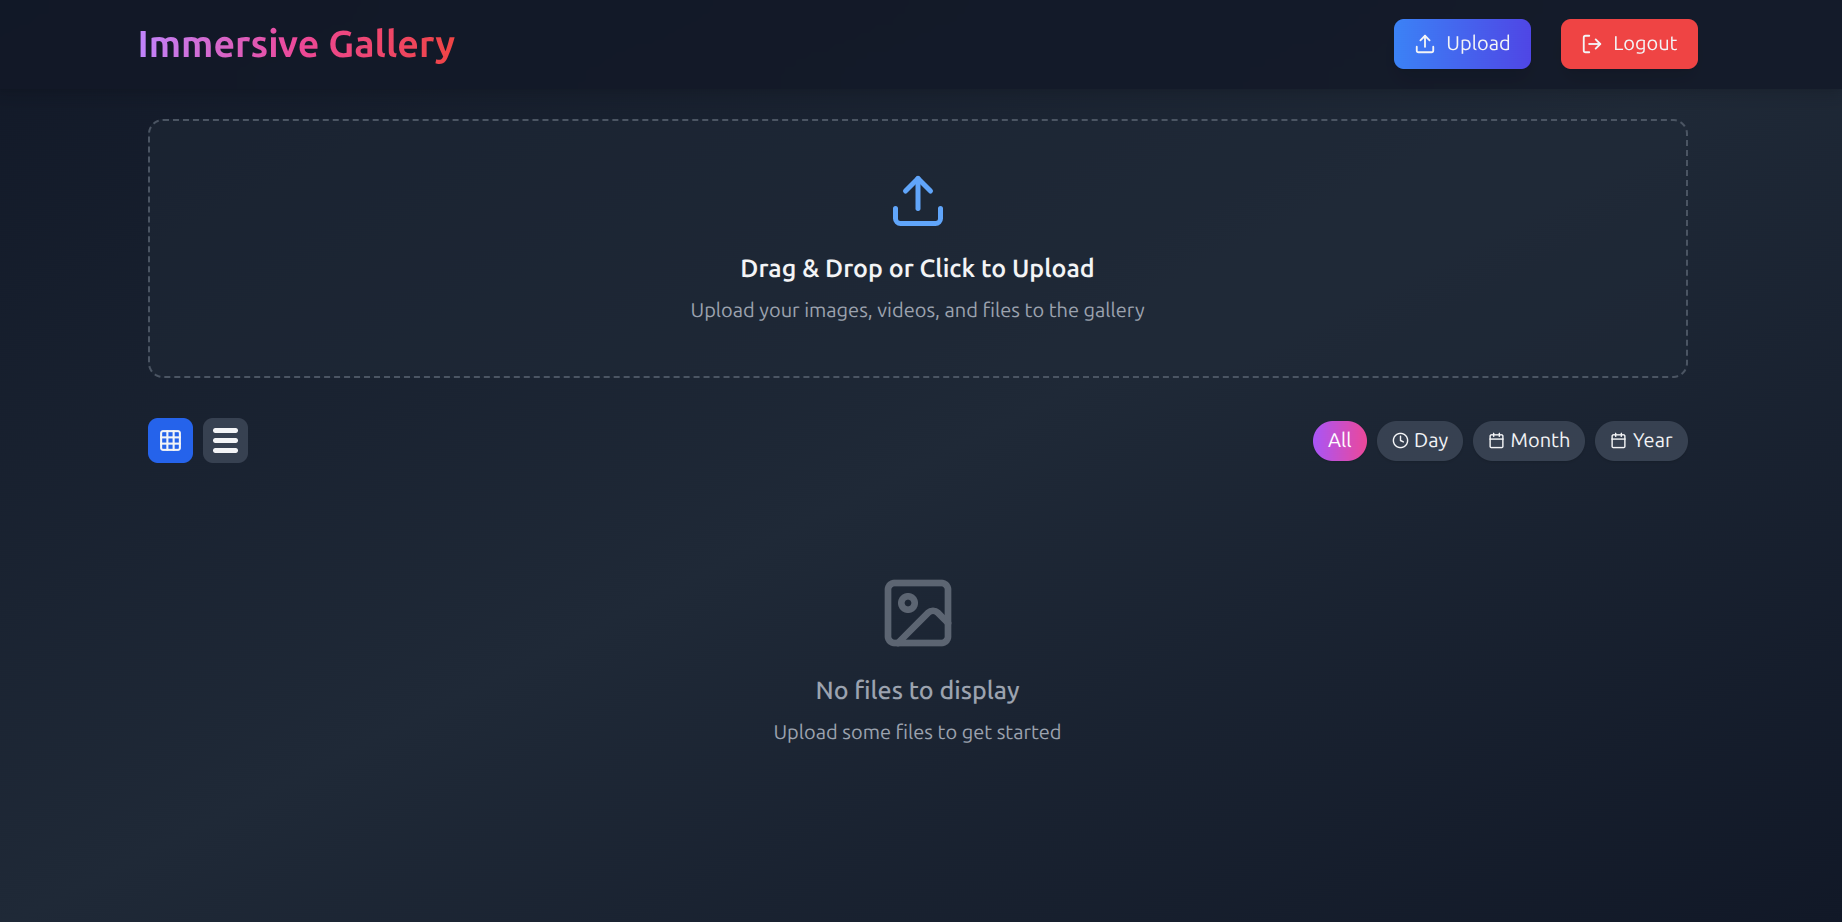 Immersive Gallery
Upload
Logout
Drag & Drop or Click to Upload
Upload your images, videos, and files to the gallery
All
Day
Month
Year
No files to display
Upload some files to get started